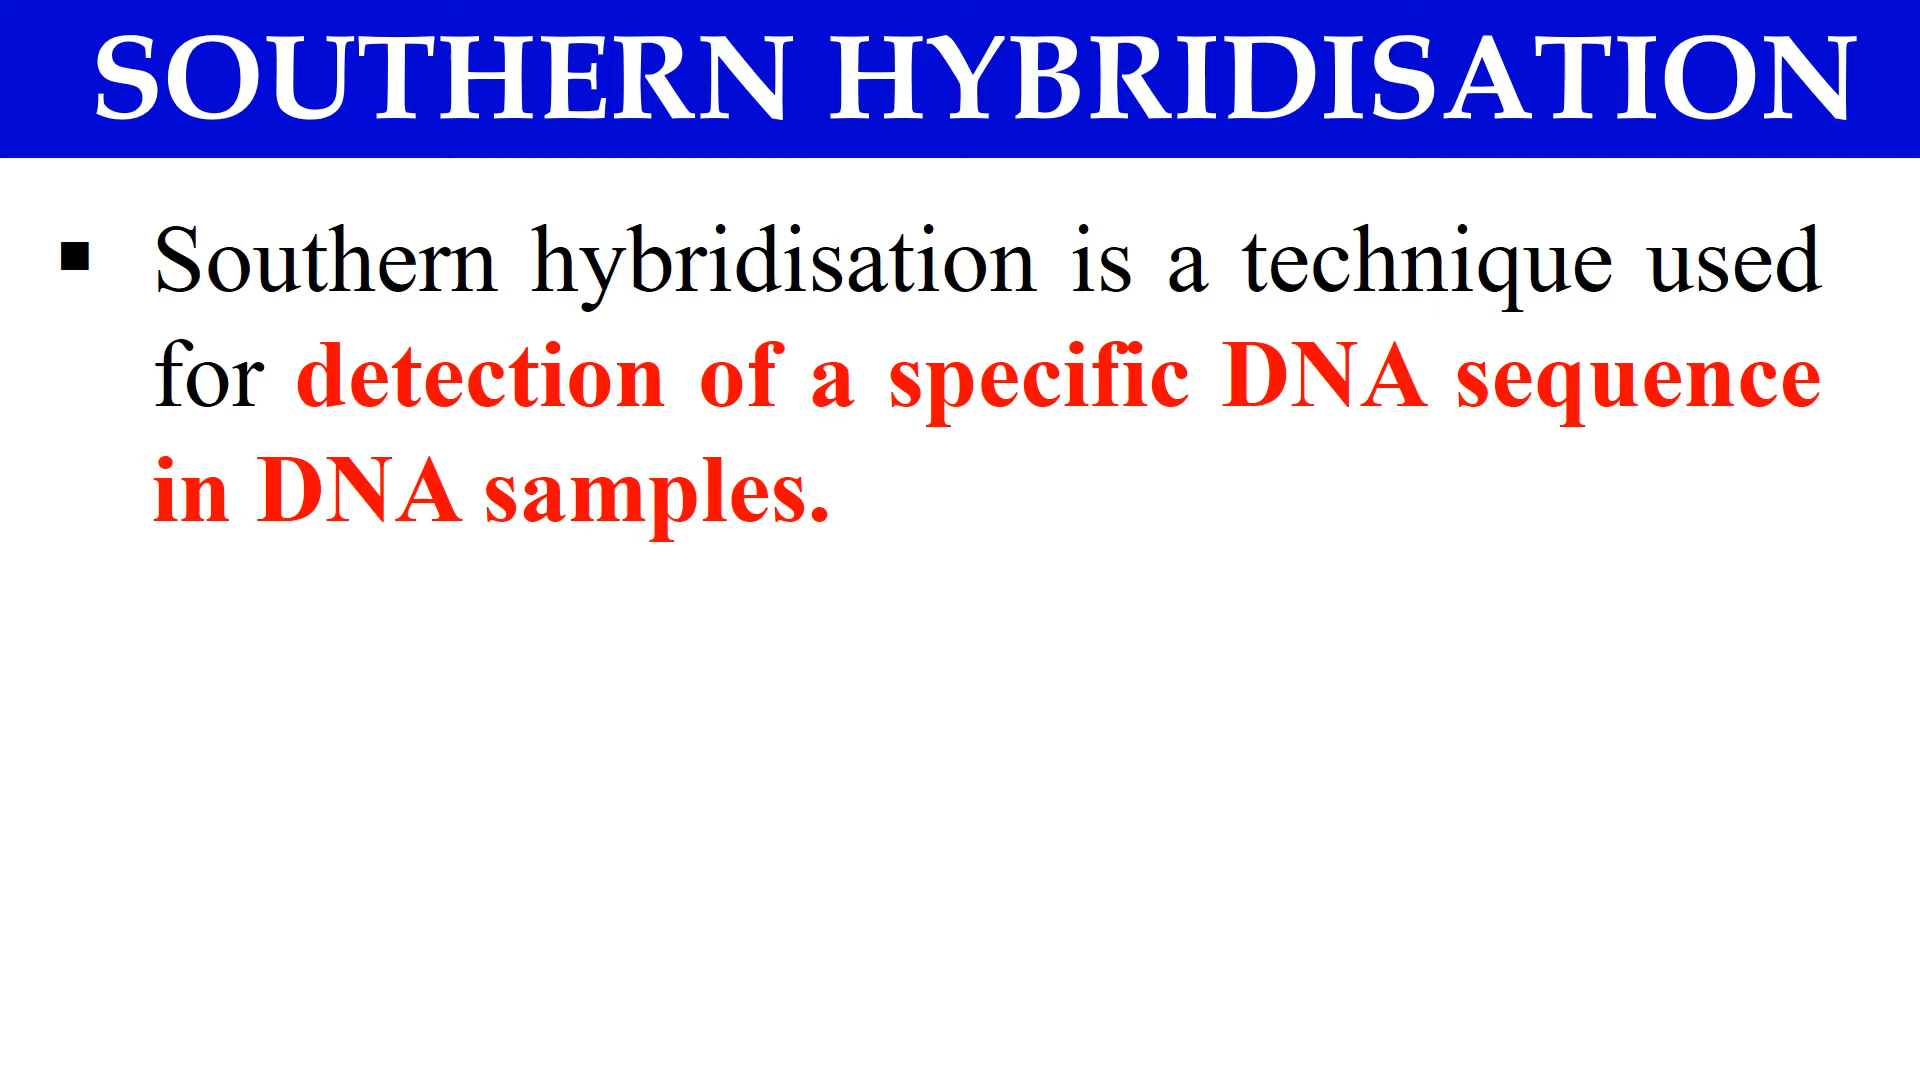 SOUTHERN HYBRIDISATION
▪ Southern hybridisation is a technique used
for detection of a specific DNA sequence
in DNA samples.